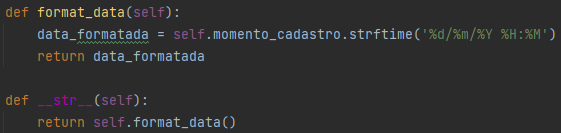 def format_data(self):
    data_formatada = self.momento_cadastro.strftime('%d/%m/%Y %H:%M')
    return data_formatada
def __str__(self):
    return self.format_data()